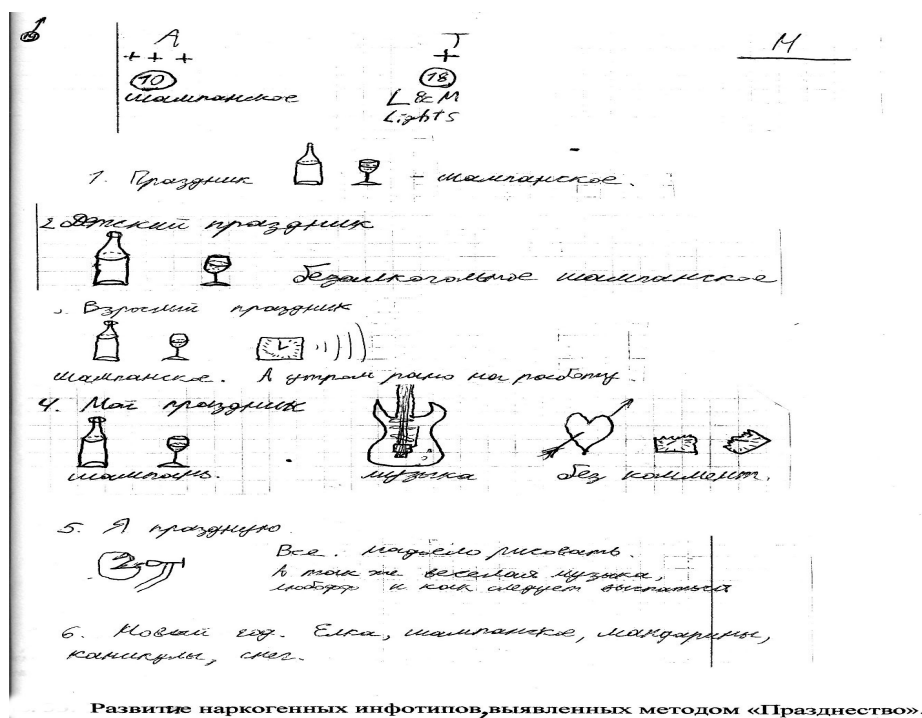 А Т М
+ + + +
10 18
шампанское L & M
Lights
1. Праздник - шампанское.
2. Детский праздник
безалкогольное шампанское
3. Взрослый праздник
шампанское. А утром рано на работу
4. Мой праздник
шампань. музыка без коммент.
5. Я праздную.
Все. надоело рисовать.
А так же веселая музыка,
и как следует выспаться
6. Новый год. Елка, шампанское, мандарины,
каникулы, снег.
Развитие наркогенных инфотипов, выявленных методом «Празднество».